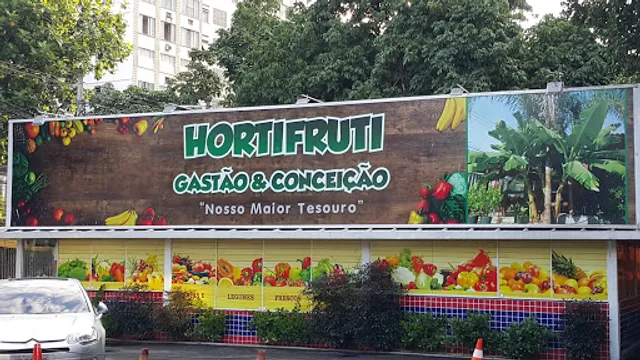 HORTIFRUTI
GASTÃO & CONCEIÇÃO
"Nosso Maior Tesouro"
LEGUMES FRESCOS